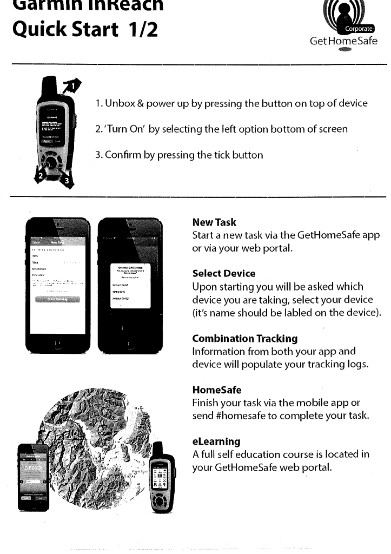 Garmin InReach
Quick Start 1/2
Corporate
GetHomeSafe
1. Unbox & power up by pressing the button on top of device
2. 'Turn On' by selecting the left option bottom of screen
3. Confirm by pressing the tick button
1
2
3
New Task
Start a new task via the GetHomeSafe app
or via your web portal.
Select Device
Upon starting you will be asked which
device you are taking, select your device
(it's name should be labled on the device).
Combination Tracking
Information from both your app and
device will populate your tracking logs.
HomeSafe
Finish your task via the mobile app or
send #homesafe to complete your task.
eLearning
A full self education course is located in
your GetHomeSafe web portal.